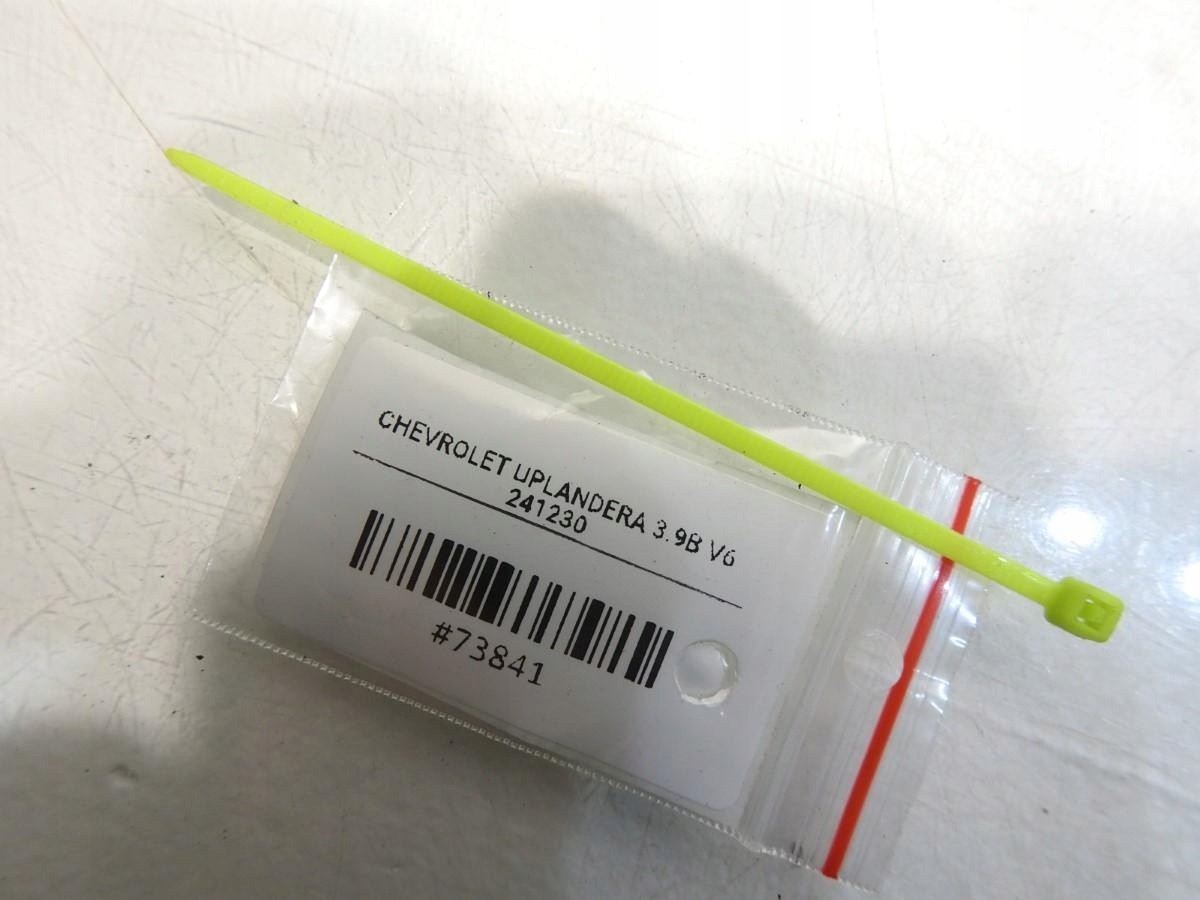 CHEVROLET UPLANDERA 3.9B V6
241230
#73841